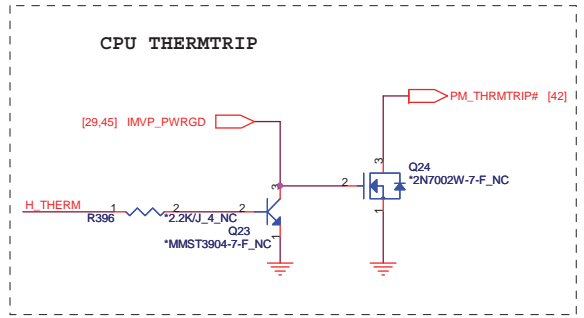 CPU THERMTRIP
PM_THRMTRIP# [42]
[29,45] IMVP_PWRGD
3
3
2
Q24
*2N7002W-7-F_NC
H_THERM
1
2
2
1
R396
*2.2K/J_4_NC
Q23
1
*MMST3904-7-F_NC